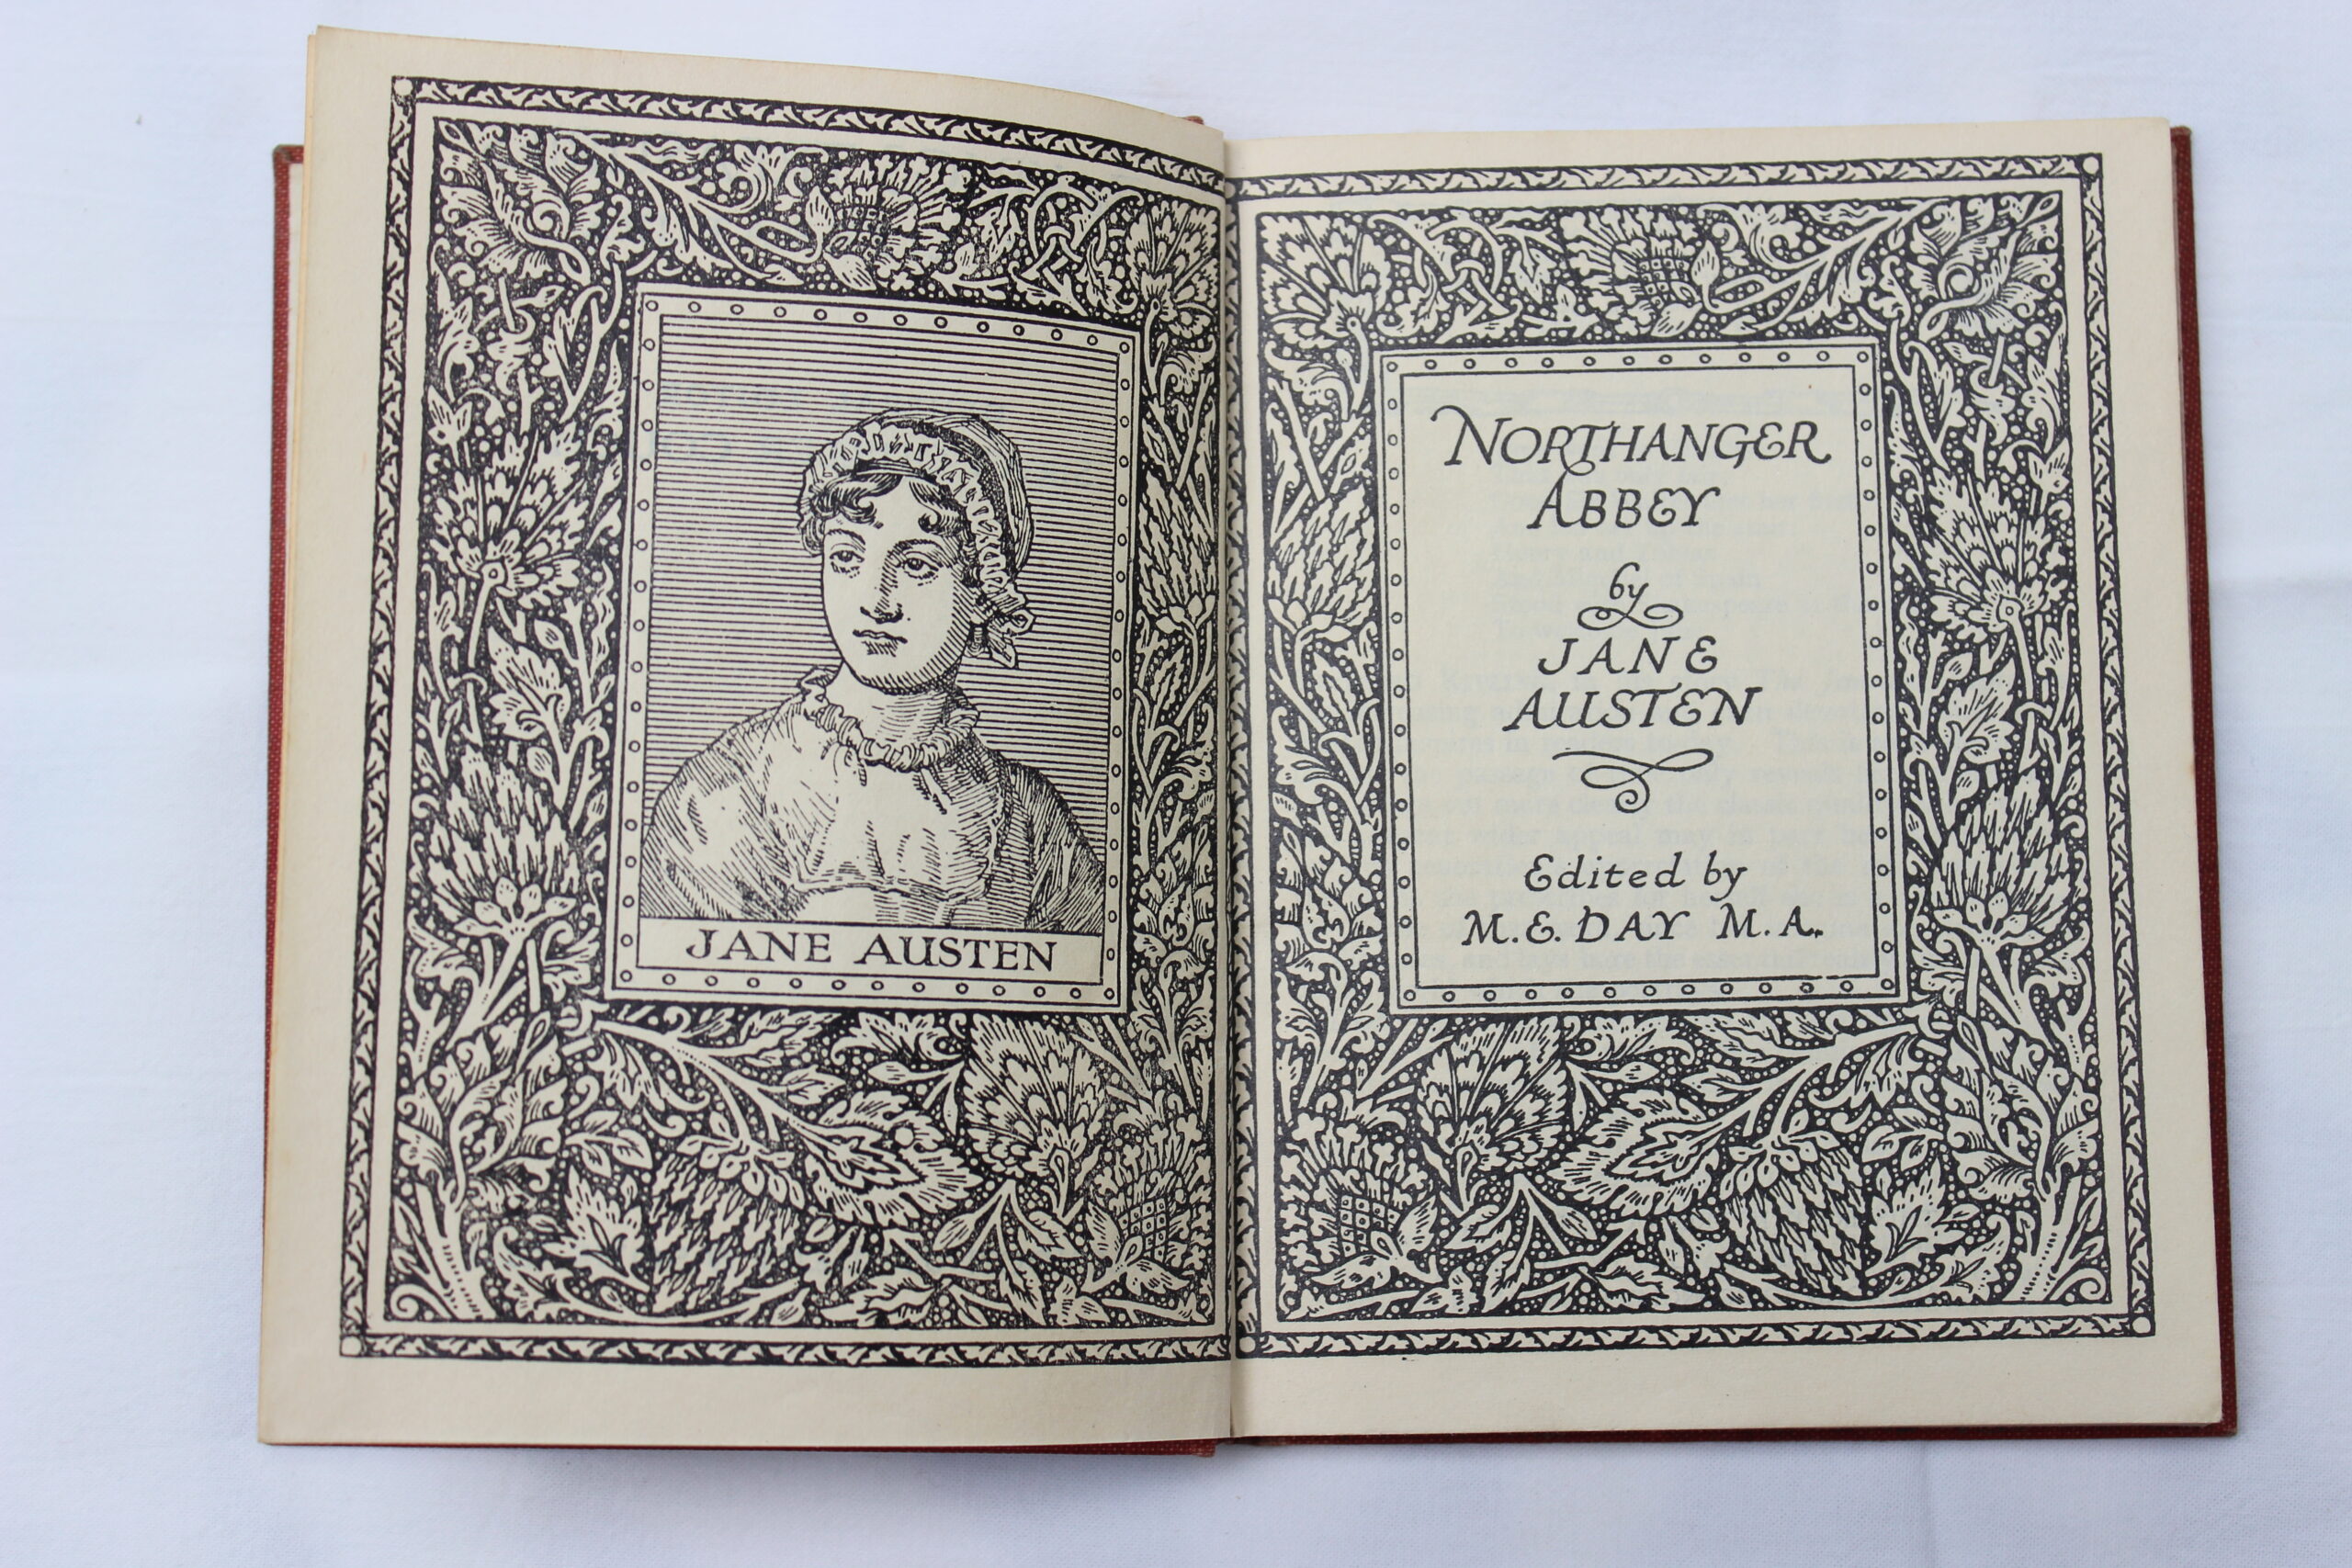 JANE AUSTEN
NORTHANGER
ABBEY
by
JANE
AUSTEN
Edited by
M.E. DAY M.A.